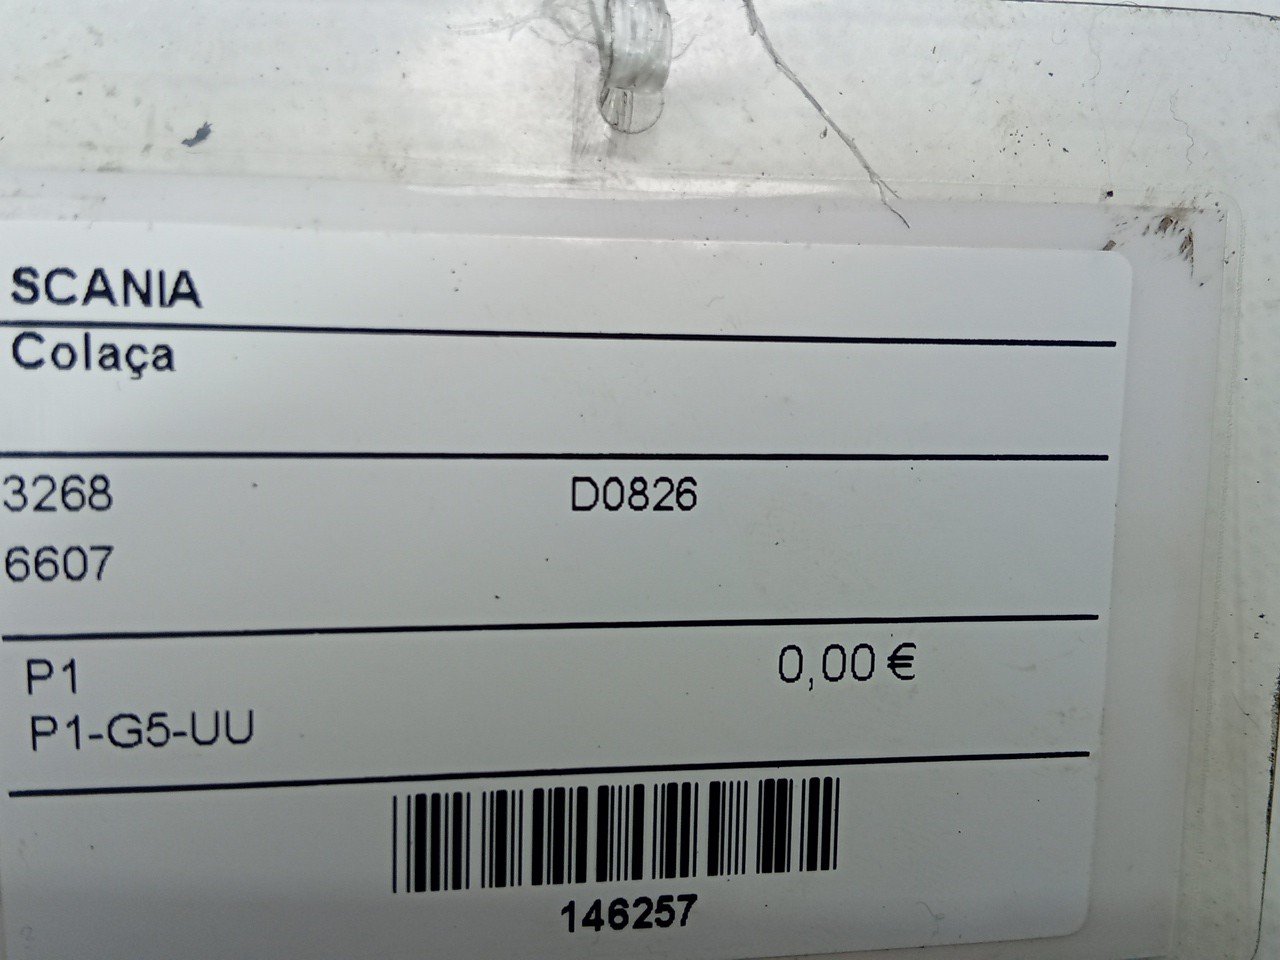 SCANIA
Colaça
3268 D0826
6607
P1 0,00 €
P1-G5-UU
146257